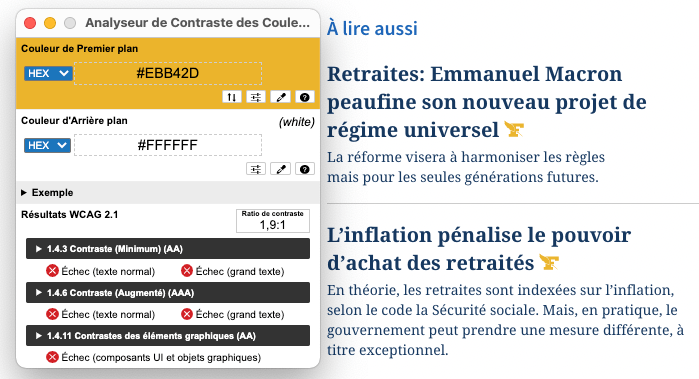 Analyseur de Contraste des Coule...
Couleur de Premier plan
HEX
#EBB42D
Couleur d'Arrière plan
(white)
HEX
#FFFFFF
Exemple
Résultats WCAG 2.1
Ratio de contraste
1,9:1
1.4.3 Contraste (Minimum) (AA)
Échec (texte normal) Échec (grand texte)
1.4.6 Contraste (Augmenté) (AAA)
Échec (texte normal) Échec (grand texte)
1.4.11 Contrastes des éléments graphiques (AA)
Échec (composants UI et objets graphiques)
À lire aussi
Retraites: Emmanuel Macron
peaufine son nouveau projet de
régime universel
La réforme visera à harmoniser les règles
mais pour les seules générations futures.
L’inflation pénalise le pouvoir
d’achat des retraités
En théorie, les retraites sont indexées sur l’inflation,
selon le code la Sécurité sociale. Mais, en pratique, le
gouvernement peut prendre une mesure différente, à
titre exceptionnel.